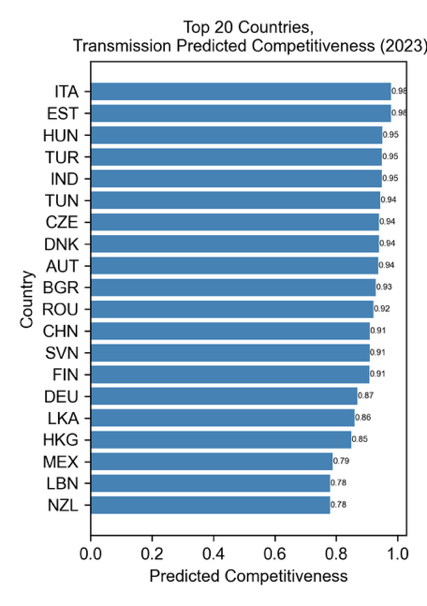 Top 20 Countries,
Transmission Predicted Competitiveness (2023)
Country
ITA 0.98
EST 0.98
HUN 0.95
TUR 0.95
IND 0.95
TUN 0.94
CZE 0.94
DNK 0.94
AUT 0.94
BGR 0.93
ROU 0.92
CHN 0.91
SVN 0.91
FIN 0.91
DEU 0.87
LKA 0.86
HKG 0.85
MEX 0.79
LBN 0.78
NZL 0.78
0.0 0.2 0.4 0.6 0.8 1.0
Predicted Competitiveness